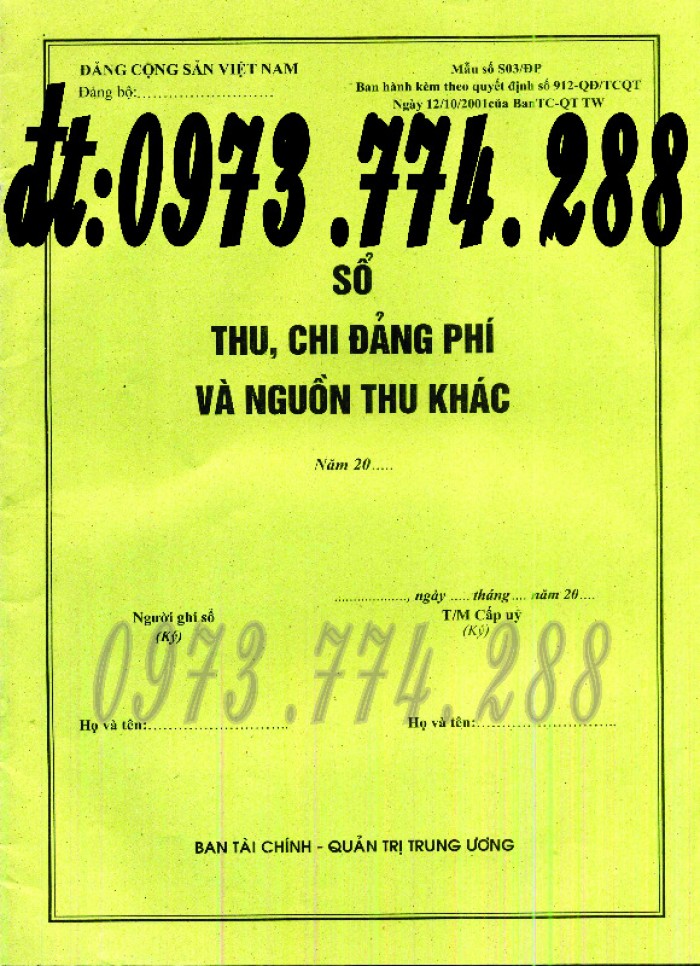 ĐẢNG CỘNG SẢN VIỆT NAM
Đảng bộ:..........................
Mẫu số S03/ĐP
Ban hành kèm theo quyết định số 912-QĐ/TCQT
Ngày 12/10/2001của BanTC-QT TW
đt:0973.774.288
SỔ
THU, CHI ĐẢNG PHÍ
VÀ NGUỒN THU KHÁC
Năm 20.....
...................., ngày ..... tháng .... năm 20....
Người ghi sổ
(Ký)
T/M Cấp uỷ
(Ký)
0973.774.288
Họ và tên:............................
Họ và tên:............................
BAN TÀI CHÍNH - QUẢN TRỊ TRUNG ƯƠNG